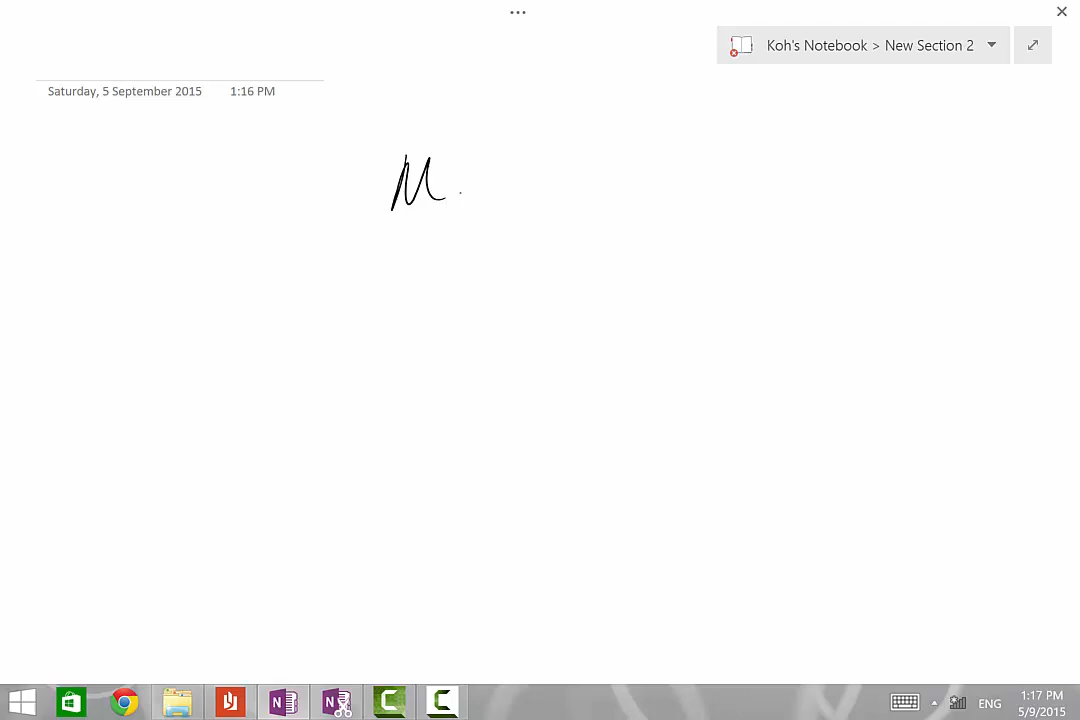 Koh's Notebook > New Section 2
Saturday, 5 September 2015 1:16 PM
M
ENG 1:17 PM
5/9/2015